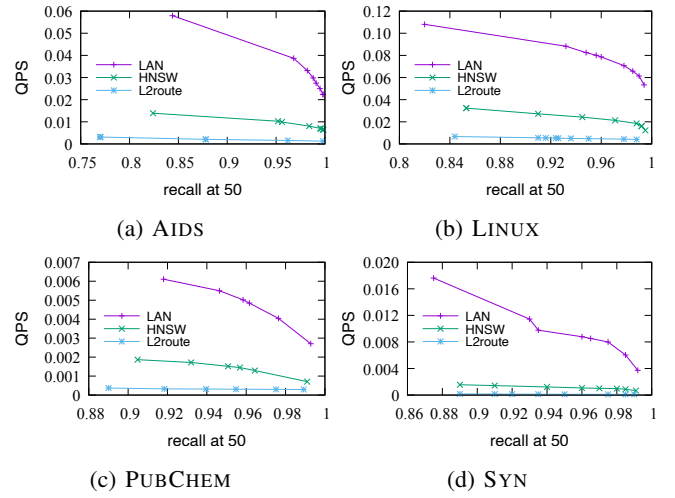 0.06
0.05
0.04
0.03
0.02
0.01
0
QPS
LAN
HNSW
L2route
0.75 0.8 0.85 0.9 0.95 1
recall at 50
(a) AIDS
0.12
0.10
0.08
0.06
0.04
0.02
0
QPS
LAN
HNSW
L2route
0.8 0.84 0.88 0.92 0.96 1
recall at 50
(b) LINUX
0.007
0.006
0.005
0.004
0.003
0.002
0.001
0
QPS
LAN
HNSW
L2route
0.88 0.9 0.92 0.94 0.96 0.98 1
recall at 50
(c) PUBCHEM
0.020
0.016
0.012
0.008
0.004
0
QPS
LAN
HNSW
L2route
0.86 0.88 0.9 0.92 0.94 0.96 0.98 1
recall at 50
(d) SYN